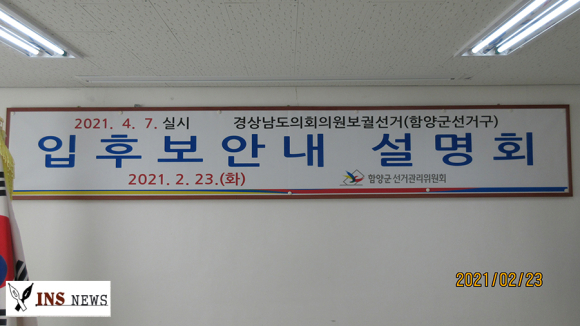 2021. 4. 7. 실시 경상남도의회의원보궐선거(함양군선거구)
입후보안내 설명회
2021. 2. 23.(화) 함양군선거관리위원회
2021/02/23
INS NEWS